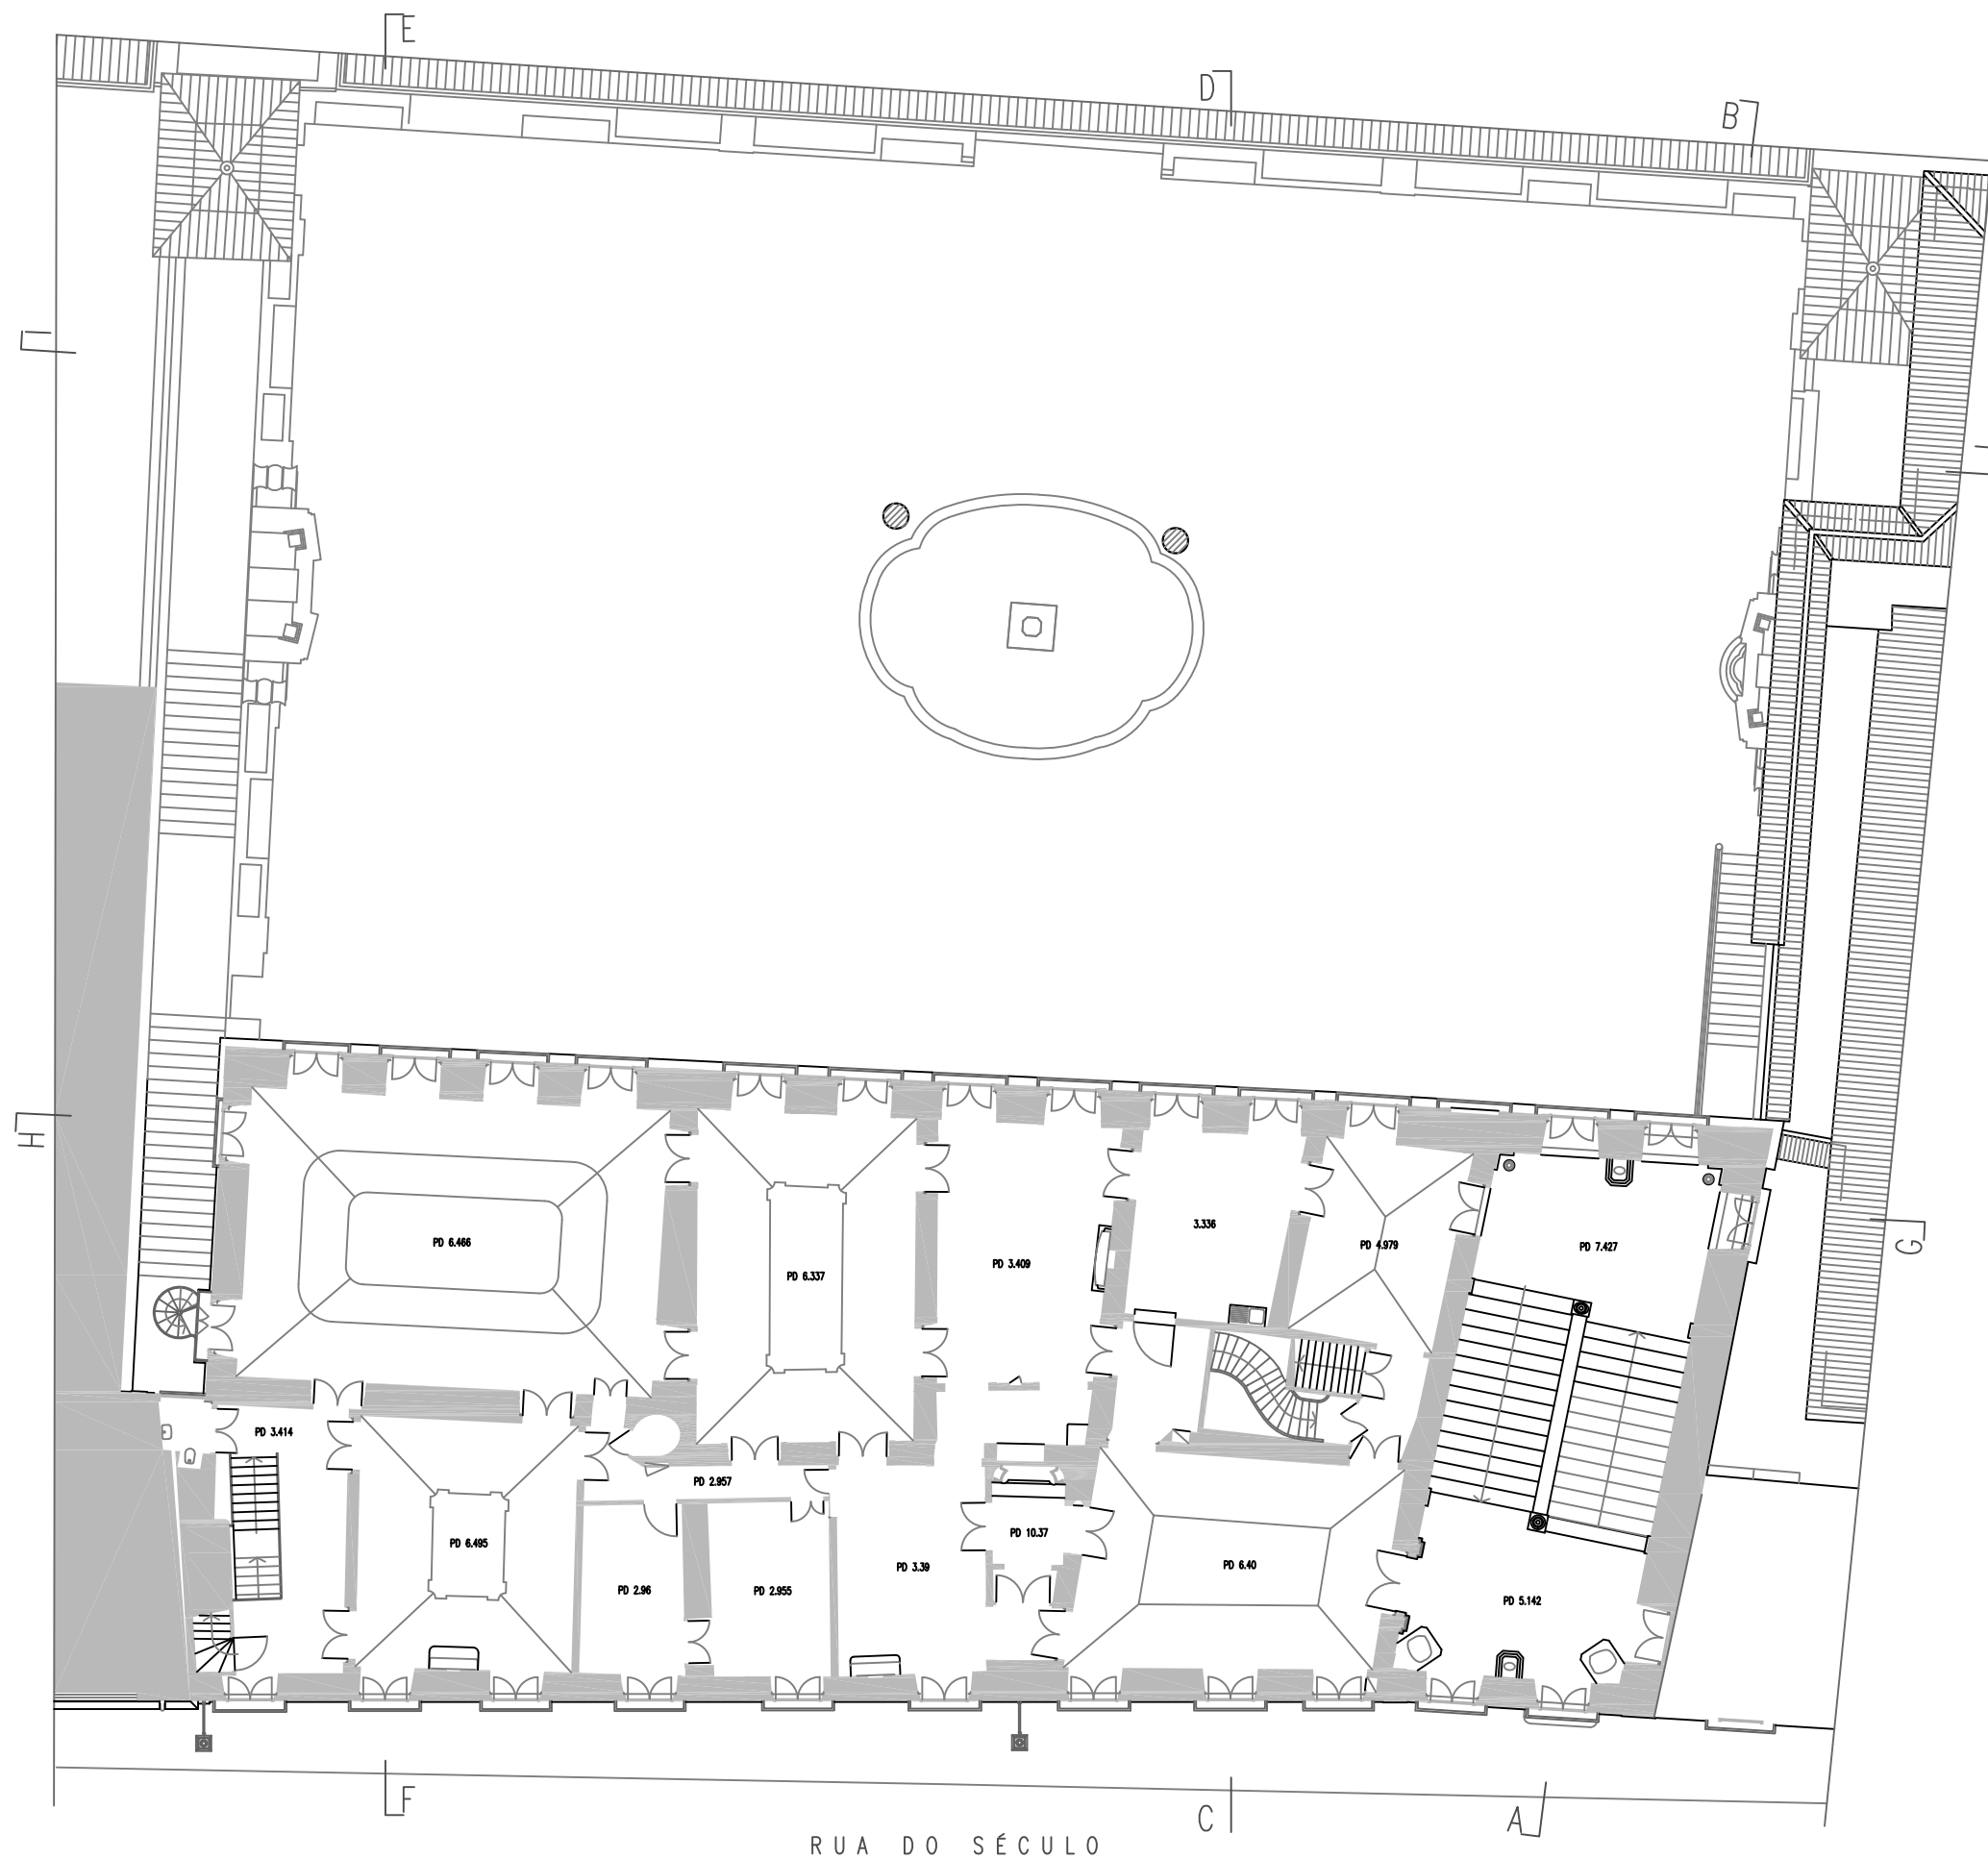 E
D
B
H
G
PD 6.466
3.336
PD 4.979
PD 7.427
PD 3.409
PD 6.337
PD 3.414
PD 2.957
PD 10.37
PD 6.495
PD 3.39
PD 6.40
PD 2.96
PD 2.955
PD 5.142
F
C
A
RUA DO SÉCULO